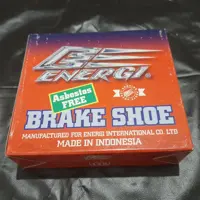 ENERGI
Asbestos
FREE
BRAKE SHOE
MANUFACTURED FOR ENERGI INTERNATIONAL CO. LTD
MADE IN INDONESIA